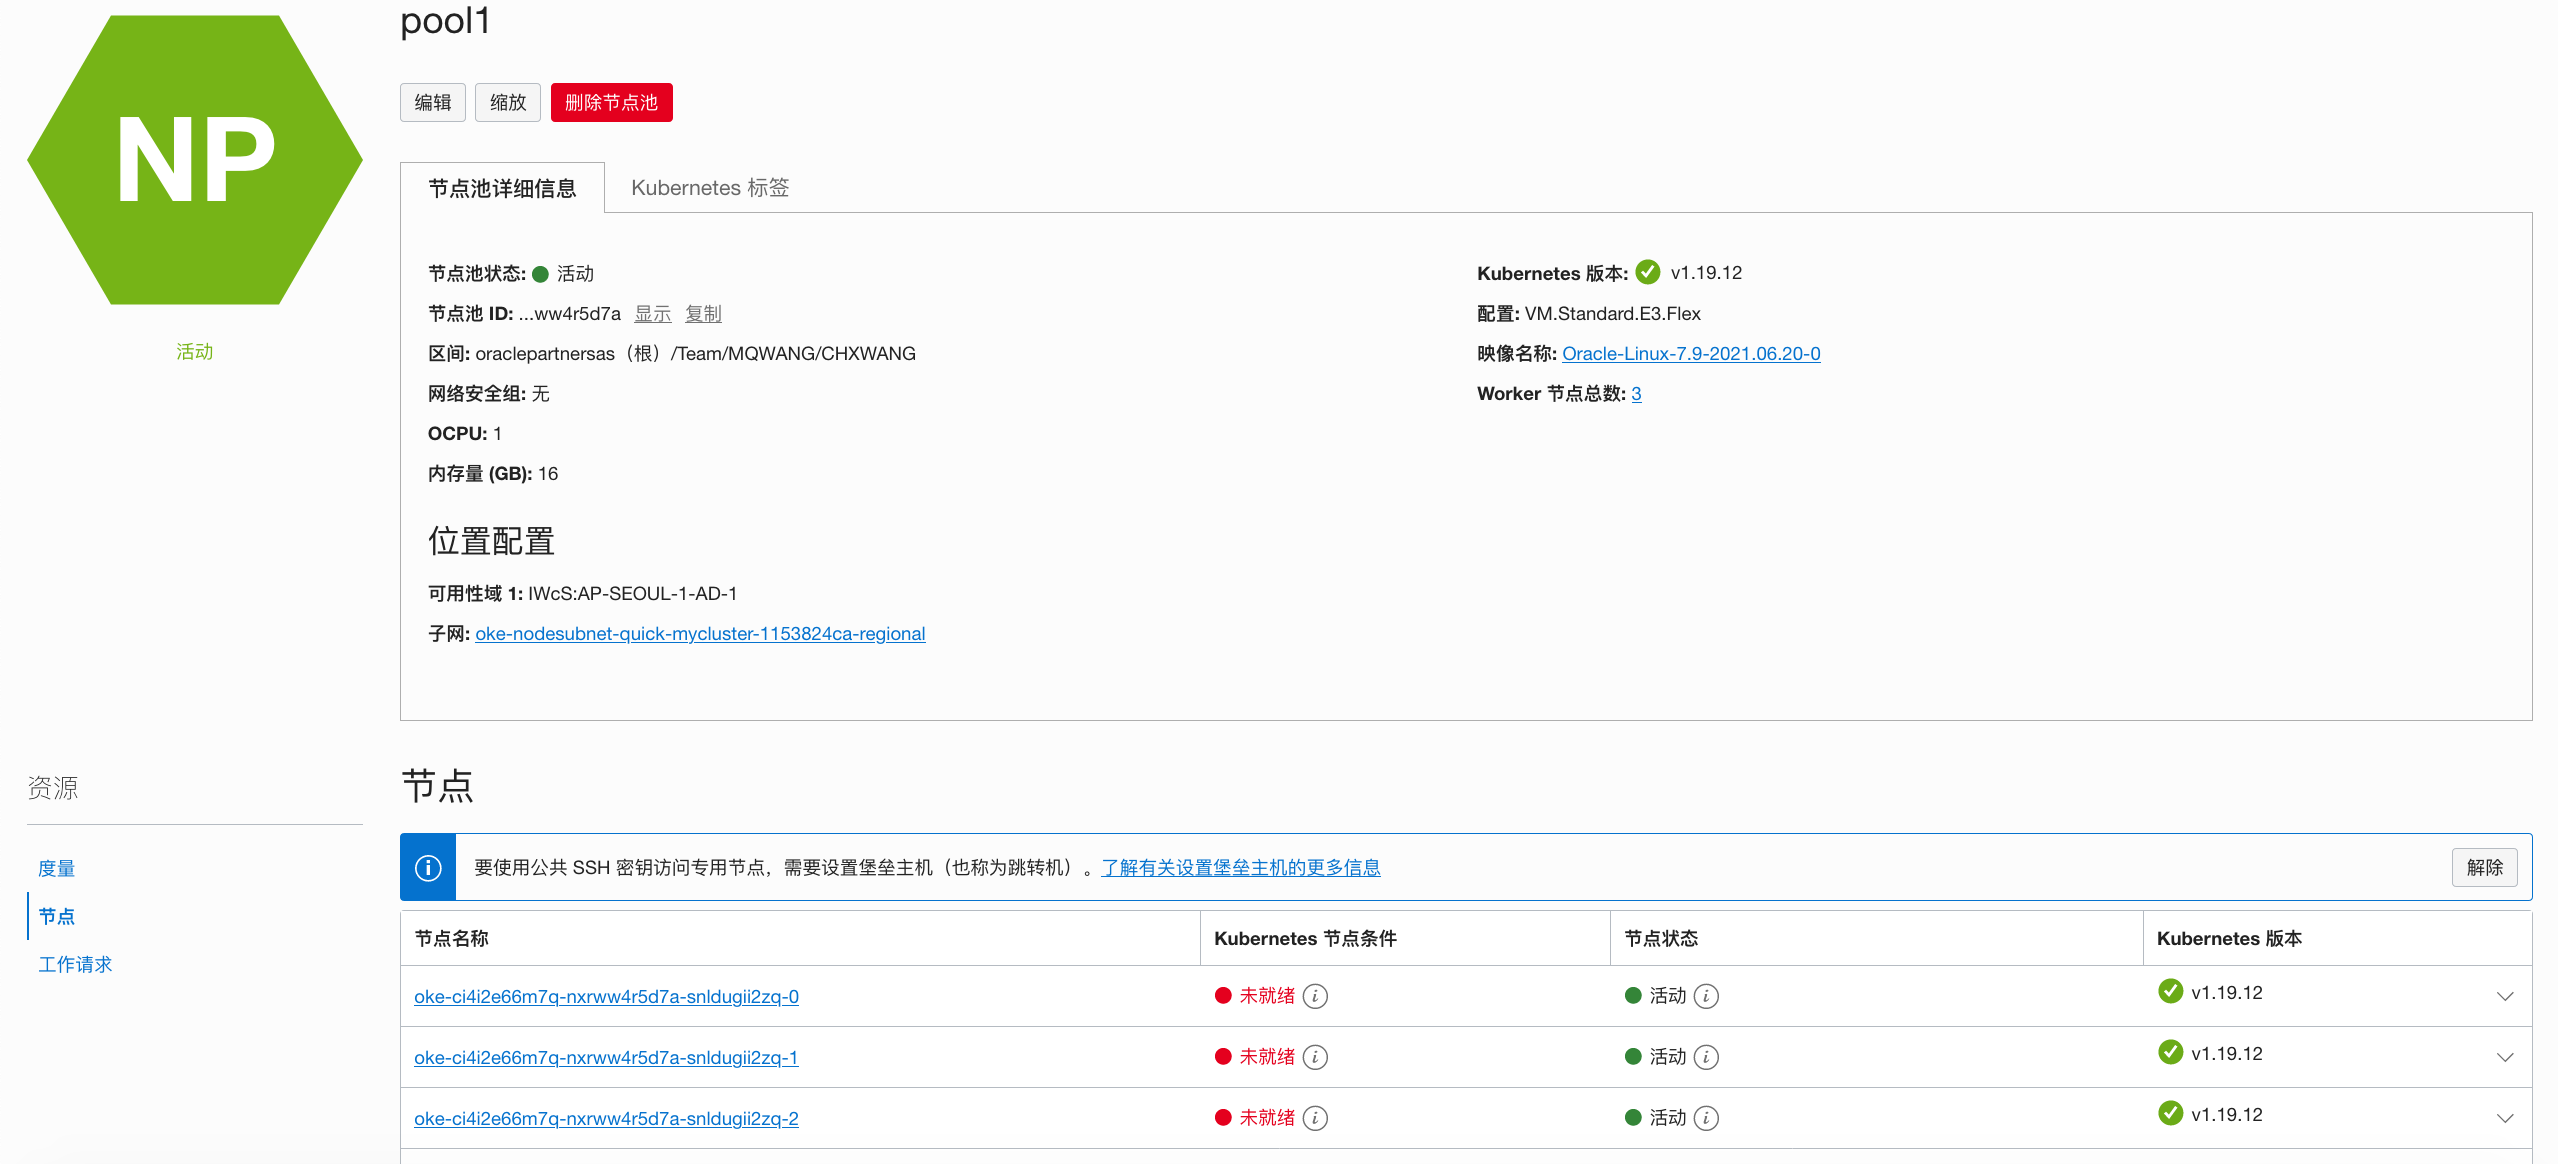 pool1
NP
编辑 缩放 删除节点池
节点池详细信息 Kubernetes 标签
活动
节点池状态: 活动
节点池 ID: ...ww4r5d7a 显示 复制
区间: oraclepartnersas（根）/Team/MQWANG/CHXWANG
网络安全组: 无
OCPU: 1
内存量 (GB): 16
Kubernetes 版本: v1.19.12
配置: VM.Standard.E3.Flex
映像名称: Oracle-Linux-7.9-2021.06.20-0
Worker 节点总数: 3
位置配置
可用性域 1: IWcS:AP-SEOUL-1-AD-1
子网: oke-nodesubnet-quick-mycluster-1153824ca-regional
资源
度量
节点
工作请求
节点
要使用公共 SSH 密钥访问专用节点，需要设置堡垒主机（也称为跳转机）。了解有关设置堡垒主机的更多信息 解除
节点名称 Kubernetes 节点条件 节点状态 Kubernetes 版本
oke-ci4i2e66m7q-nxrww4r5d7a-snldugii2zq-0 未就绪 活动 v1.19.12
oke-ci4i2e66m7q-nxrww4r5d7a-snldugii2zq-1 未就绪 活动 v1.19.12
oke-ci4i2e66m7q-nxrww4r5d7a-snldugii2zq-2 未就绪 活动 v1.19.12